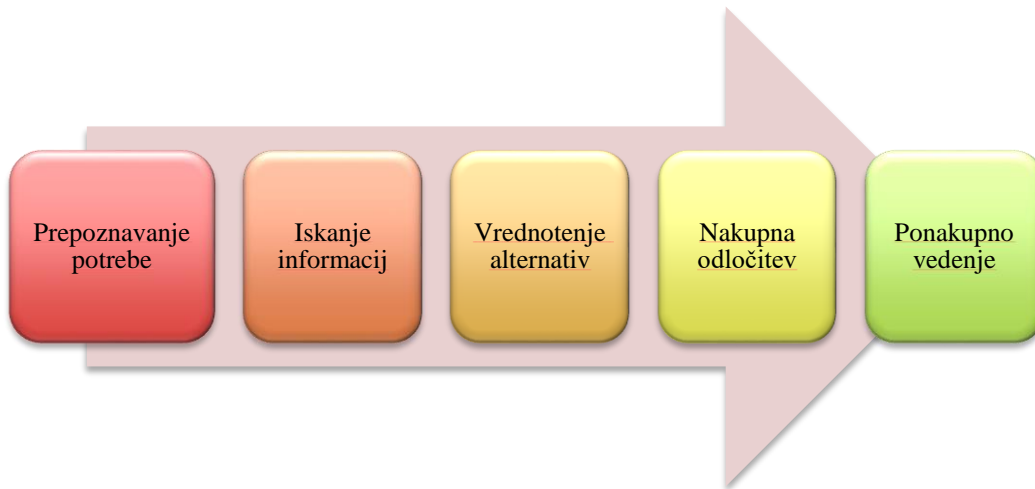 Prepoznavanje
potrebe
Iskanje
informacij
Vrednotenje
alternativ
Nakupna
odločitev
Ponakupno
vedenje